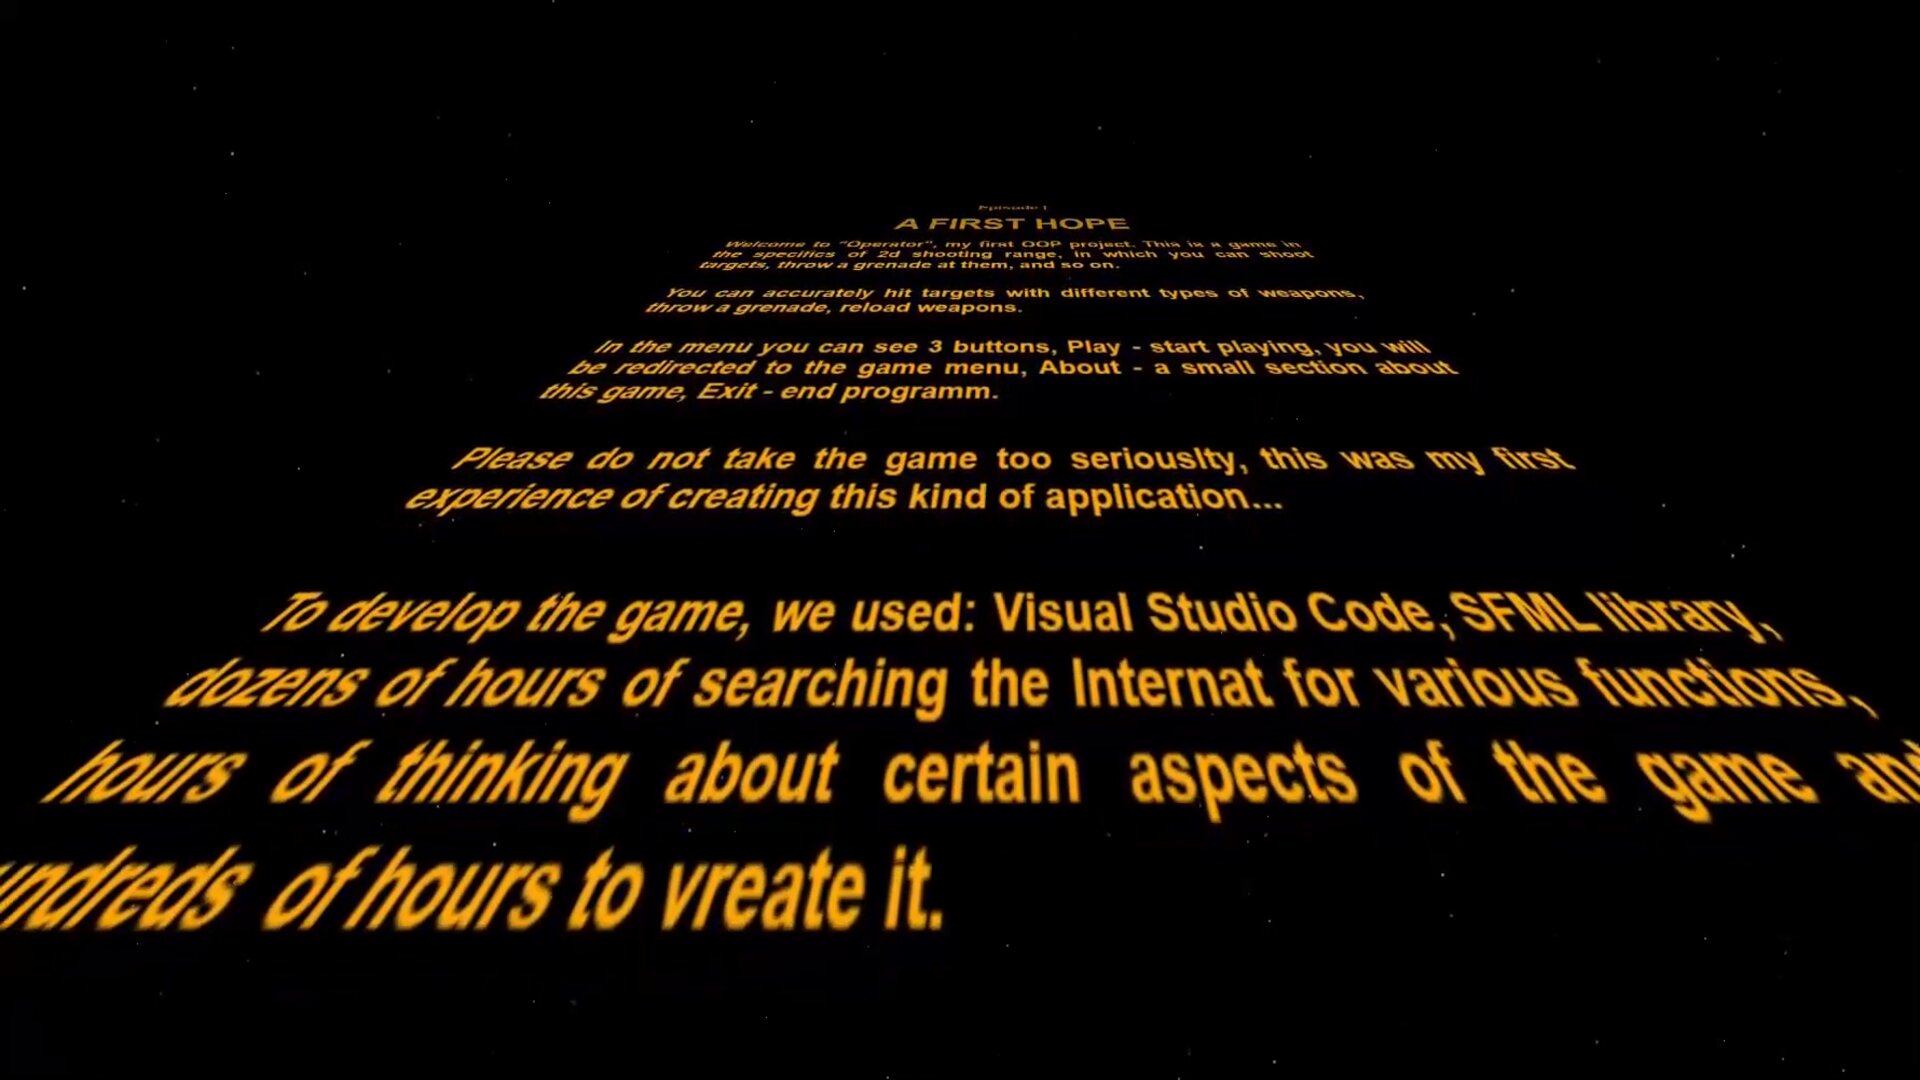 Episode 1
A FIRST HOPE
Welcome to "Operator", my first OOP project. This is a game in
the specifics of 2d shooting range, in which you can shoot
targets, throw a grenade at them, and so on.
You can accurately hit targets with different types of weapons,
throw a grenade, reload weapons.
In the menu you can see 3 buttons, Play - start playing, you will
be redirected to the game menu, About - a small section about
this game, Exit - end programm.
Please do not take the game too seriouslty, this was my first
experience of creating this kind of application...
To develop the game, we used: Visual Studio Code, SFML library,
dozens of hours of searching the Internat for various functions,
hours of thinking about certain aspects of the game and
undreds of hours to vreate it.